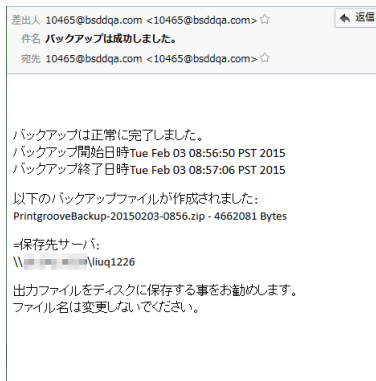 差出人 10465@bsddqa.com <10465@bsddqa.com>☆
返信
件名 バックアップは成功しました。
宛先 10465@bsddqa.com <10465@bsddqa.com>☆
バックアップは正常に完了しました。
バックアップ開始日時Tue Feb 03 08:56:50 PST 2015
バックアップ終了日時Tue Feb 03 08:57:06 PST 2015
以下のバックアップファイルが作成されました:
PrintgrooveBackup-20150203-0856.zip - 4662081 Bytes
=保存先サーバ:
\\ \liuq1226
出力ファイルをディスクに保存する事をお勧めします。
ファイル名は変更しないでください。